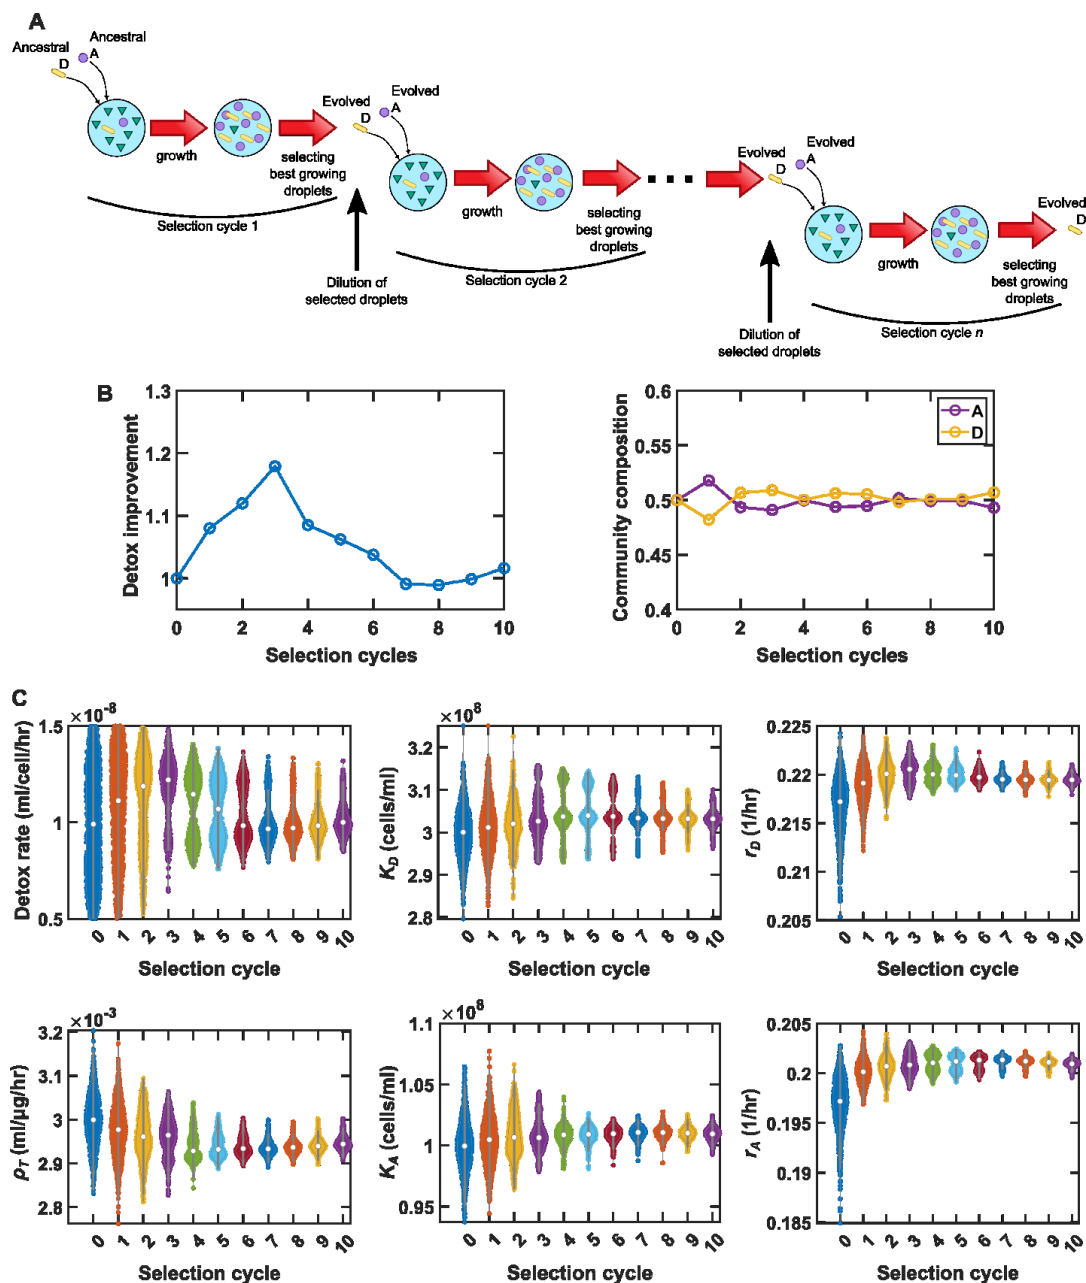 A
Ancestral
D
Ancestral
A
growth
selecting
best growing
droplets
Selection cycle 1
Evolved
D
Evolved
A
Dilution of
selected droplets
growth
selecting
best growing
droplets
Selection cycle 2
Evolved
D
Evolved
A
Dilution of
selected droplets
growth
selecting
best growing
droplets
Selection cycle n
Evolved
D
B
Detox improvement
1.3
1.2
1.1
1
0 2 4 6 8 10
Selection cycles
Community composition
0.6
0.55
0.5
0.45
0.4
A
D
0 2 4 6 8 10
Selection cycles
C
×10⁻⁸
Detox rate (ml/cell/hr)
1.5
1
0.5
0 1 2 3 4 5 6 7 8 9 10
Selection cycle
×10⁸
K_D (cells/ml)
3.2
3.1
3
2.9
2.8
0 1 2 3 4 5 6 7 8 9 10
Selection cycle
r_D (1/hr)
0.225
0.22
0.215
0.21
0.205
0 1 2 3 4 5 6 7 8 9 10
Selection cycle
×10⁻³
ρ_T (ml/µg/hr)
3.2
3.1
3
2.9
2.8
0 1 2 3 4 5 6 7 8 9 10
Selection cycle
×10⁸
K_A (cells/ml)
1.1
1.05
1
0.95
0 1 2 3 4 5 6 7 8 9 10
Selection cycle
r_A (1/hr)
0.205
0.2
0.195
0.19
0.185
0 1 2 3 4 5 6 7 8 9 10
Selection cycle